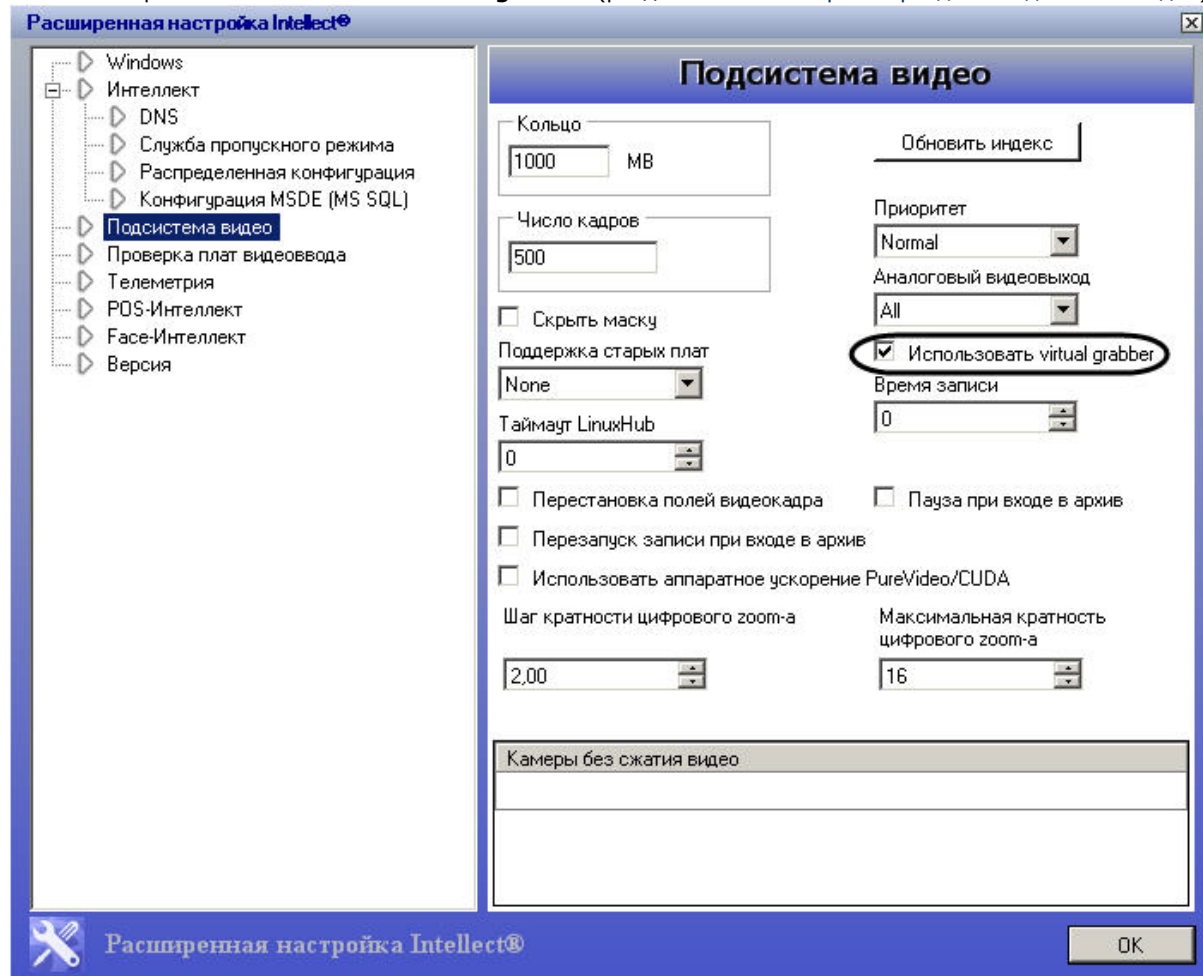 Расширенная настройка Intellect®
Windows
Интеллект
DNS
Служба пропускного режима
Распределенная конфигурация
Конфигурация MSDE (MS SQL)
Подсистема видео
Проверка плат видеоввода
Телеметрия
POS-Интеллект
Face-Интеллект
Версия
Подсистема видео
Кольцо
1000 MB
Обновить индекс
Число кадров
500
Приоритет
Normal
Аналоговый видеовыход
All
Скрыть маску
Использовать virtual grabber
Поддержка старых плат
None
Время записи
0
Таймаут LinuxHub
0
Перестановка полей видеокадра
Пауза при входе в архив
Перезапуск записи при входе в архив
Использовать аппаратное ускорение PureVideo/CUDA
Шаг кратности цифрового zoom-а
2,00
Максимальная кратность
цифрового zoom-а
16
Камеры без сжатия видео
Расширенная настройка Intellect®
OK